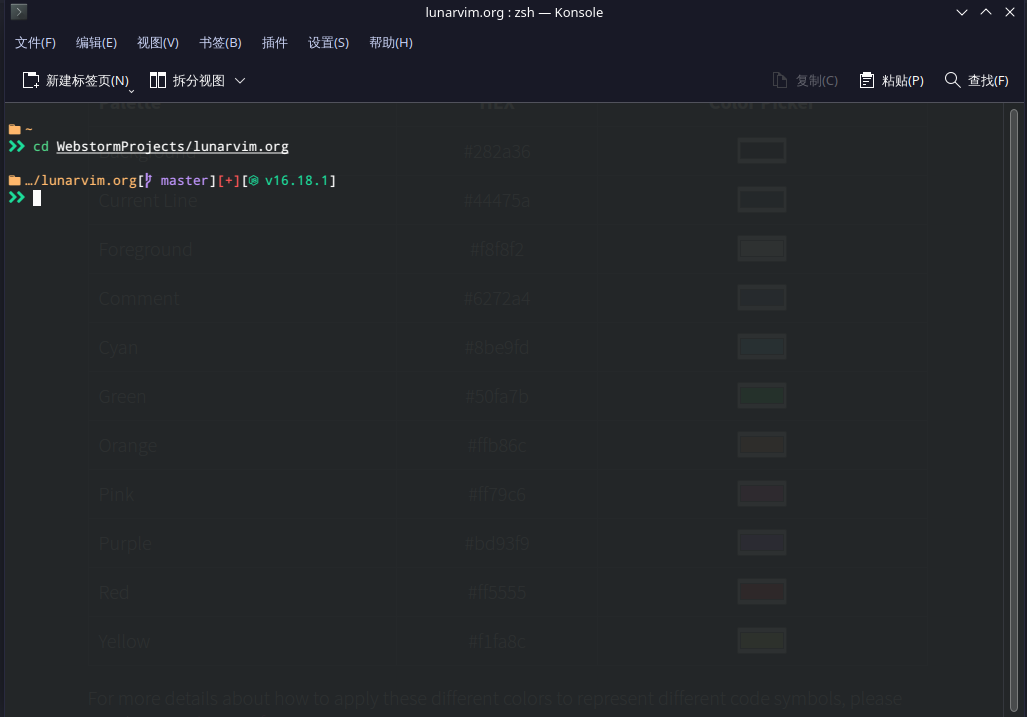 lunarvim.org : zsh — Konsole
文件(F) 编辑(E) 视图(V) 书签(B) 插件 设置(S) 帮助(H)
新建标签页(N) 拆分视图 复制(C) 粘贴(P) 查找(F)
Palette HEX Color Picker
~
cd WebstormProjects/lunarvim.org
#282a36
…/lunarvim.org[ master][+][ v16.18.1]
Current Line #44475a
Foreground #f8f8f2
Comment #6272a4
Cyan #8be9fd
Green #50fa7b
Orange #ffb86c
Pink #ff79c6
Purple #bd93f9
Red #ff5555
Yellow #f1fa8c
For more details about how to apply these different colors to represent different code symbols, please